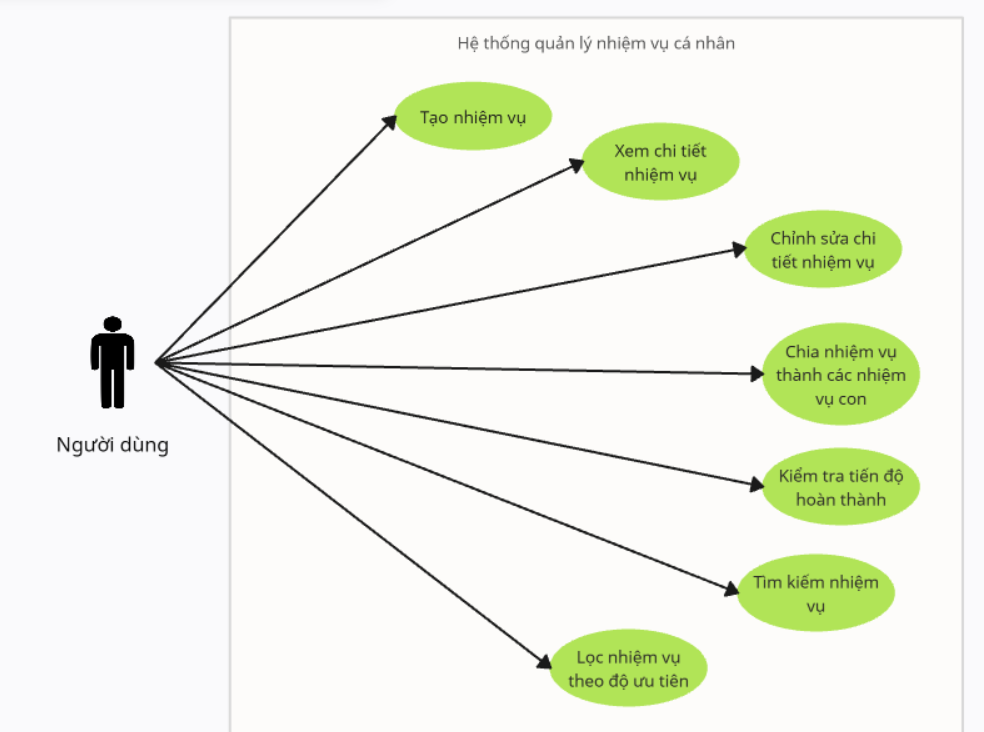 Hệ thống quản lý nhiệm vụ cá nhân
Tạo nhiệm vụ
Xem chi tiết
nhiệm vụ
Chỉnh sửa chi
tiết nhiệm vụ
Chia nhiệm vụ
thành các nhiệm
vụ con
Người dùng
Kiểm tra tiến độ
hoàn thành
Tìm kiếm nhiệm
vụ
Lọc nhiệm vụ
theo độ ưu tiên